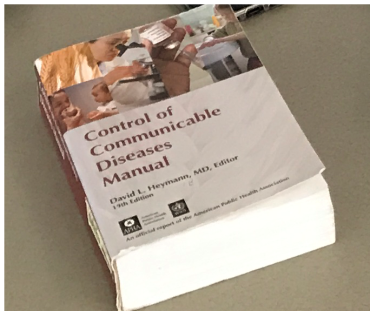 Control of
Communicable
Diseases
Manual
David L. Heymann, MD, Editor
19th Edition
APHA
An official report of the American Public Health Association